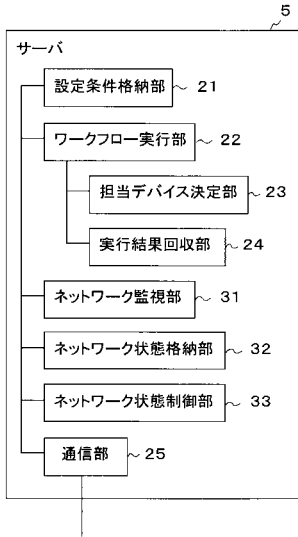 5
サーバ
設定条件格納部 21
ワークフロー実行部 22
担当デバイス決定部 23
実行結果回収部 24
ネットワーク監視部 31
ネットワーク状態格納部 32
ネットワーク状態制御部 33
通信部 25